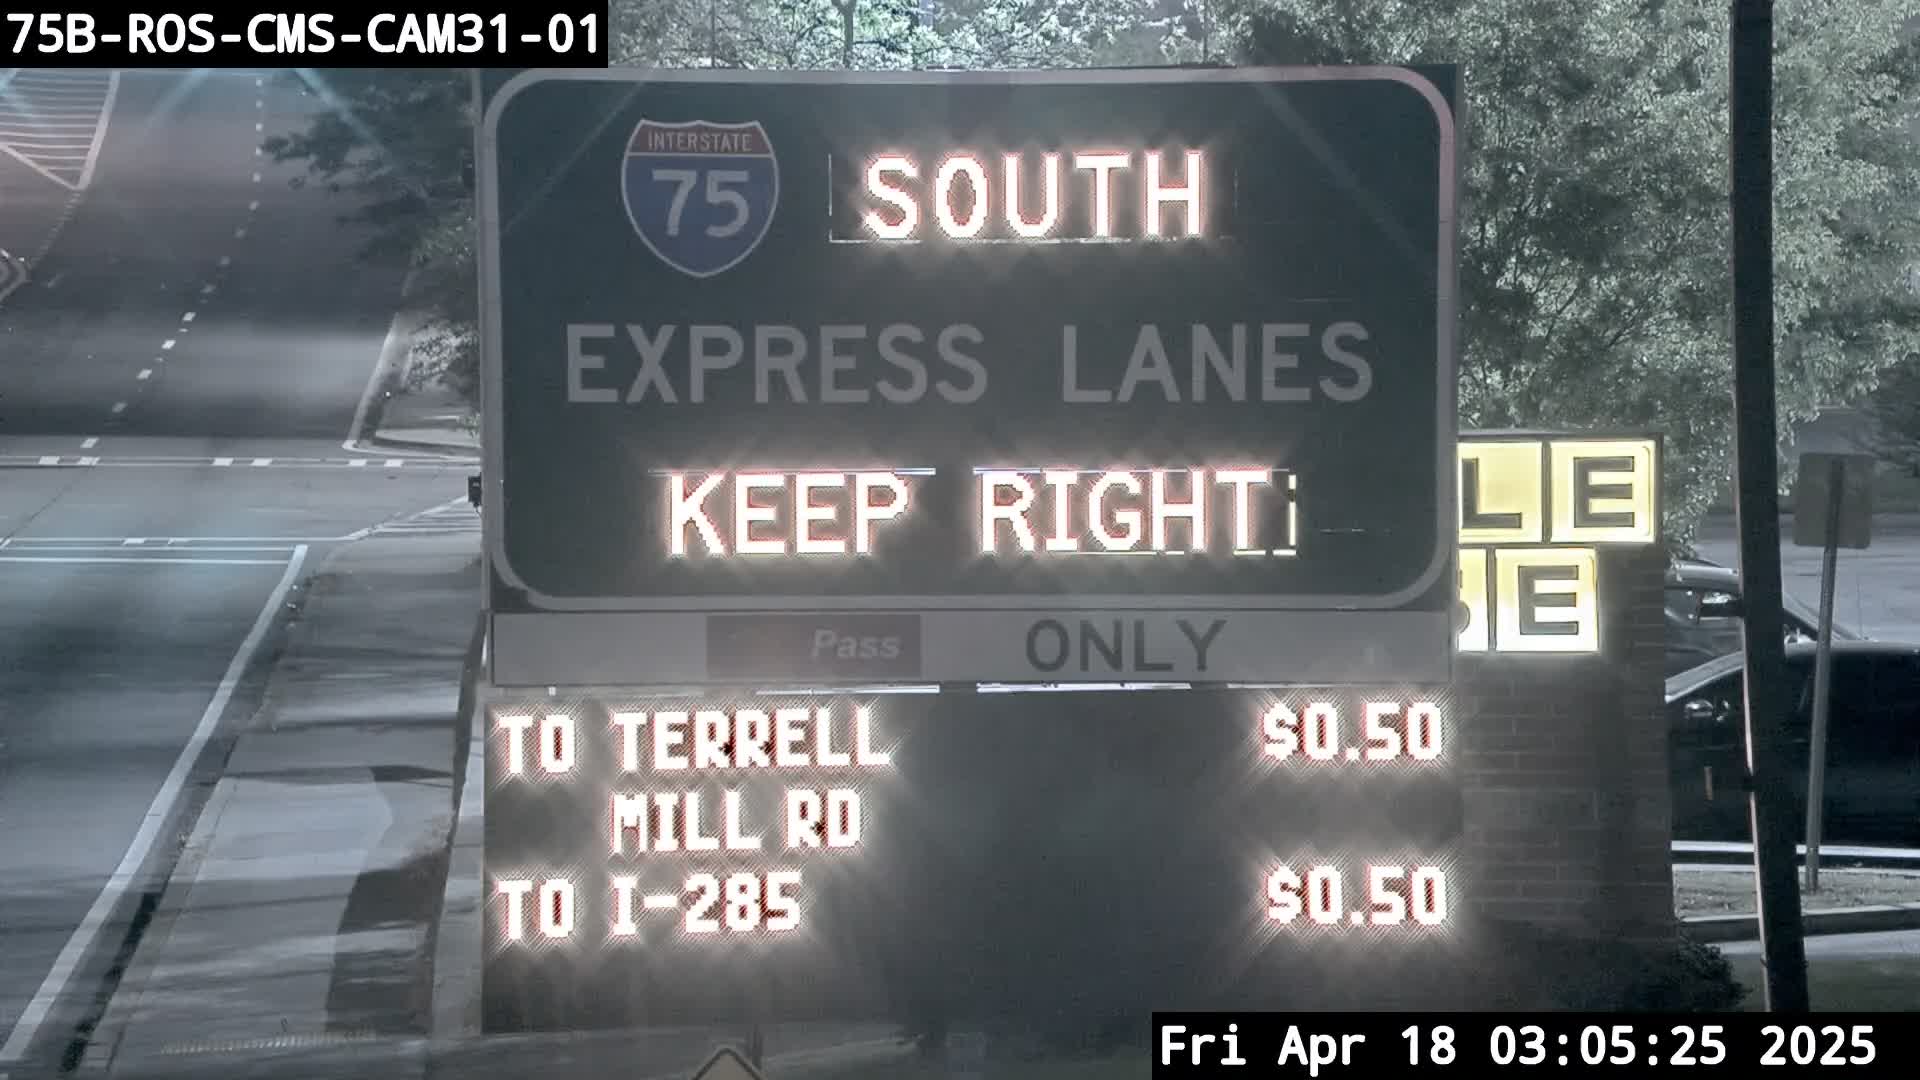 75B-ROS-CMS-CAM31-01
INTERSTATE
75
SOUTH
EXPRESS LANES
KEEP RIGHT
Pass ONLY
TO TERRELL $0.50
MILL RD
TO I-285 $0.50
LE
E
Fri Apr 18 03:05:25 2025